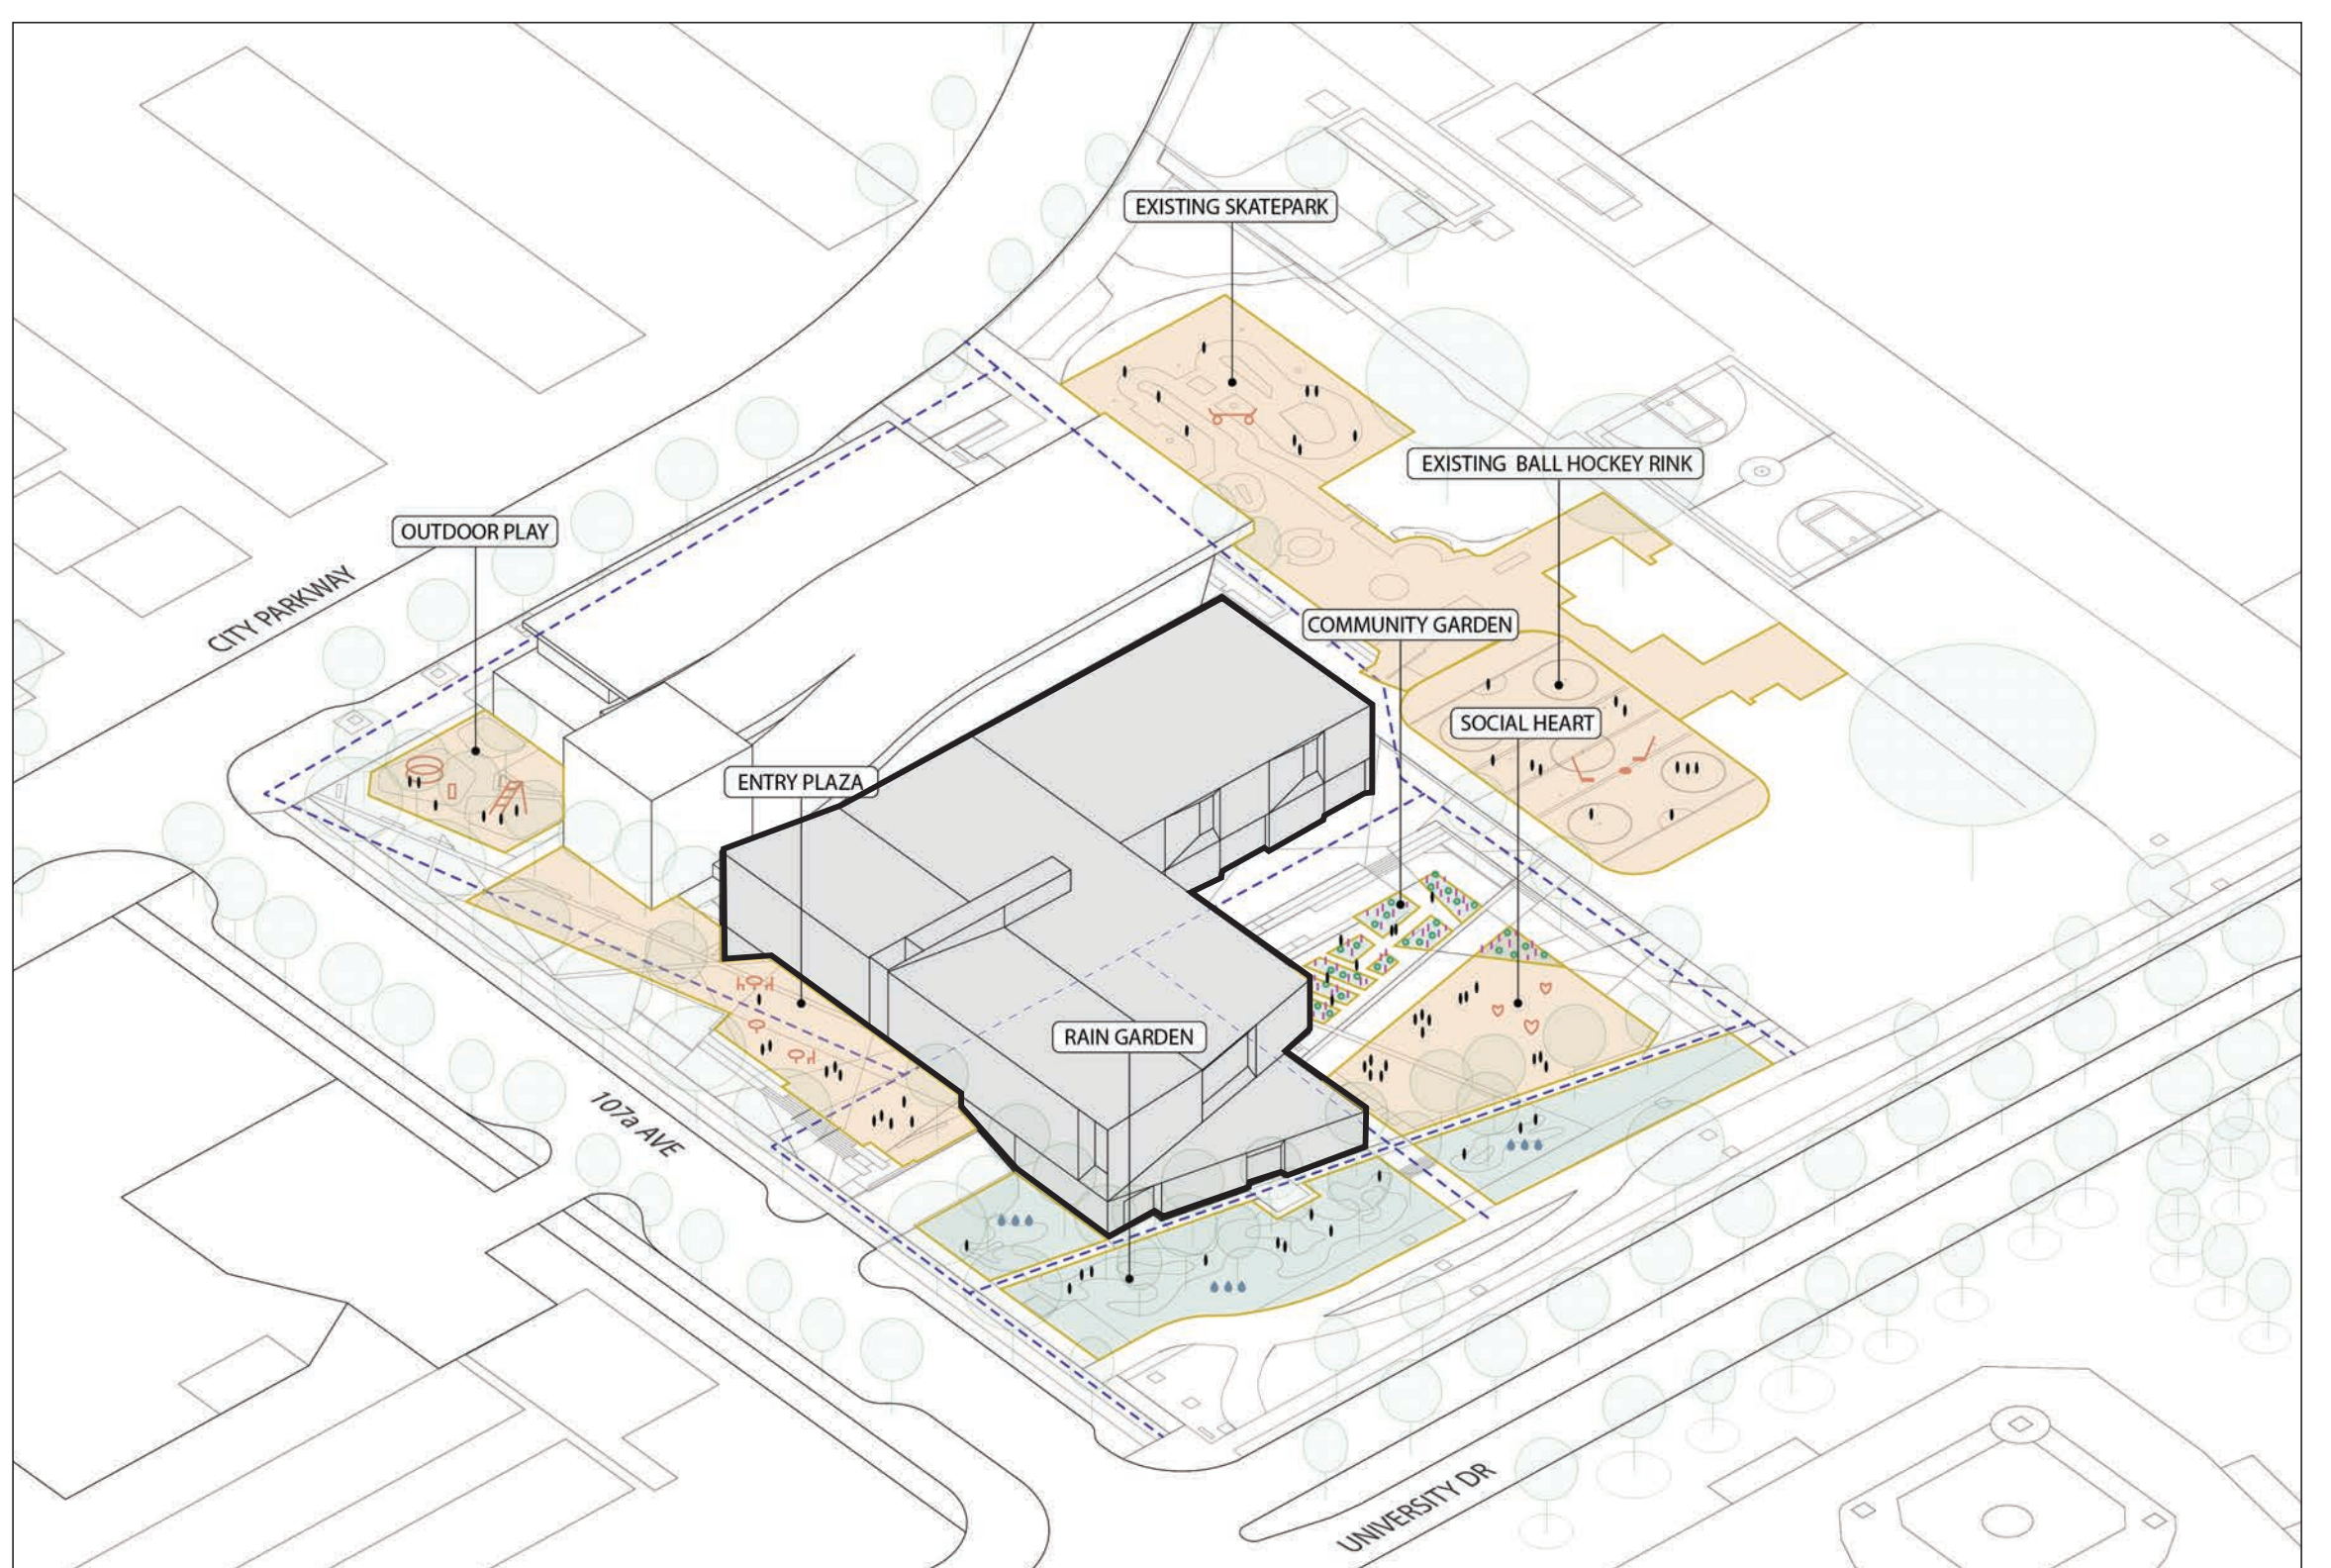 EXISTING SKATEPARK
EXISTING BALL HOCKEY RINK
OUTDOOR PLAY
CITY PARKWAY
COMMUNITY GARDEN
SOCIAL HEART
ENTRY PLAZA
RAIN GARDEN
107a AVE
UNIVERSITY DR